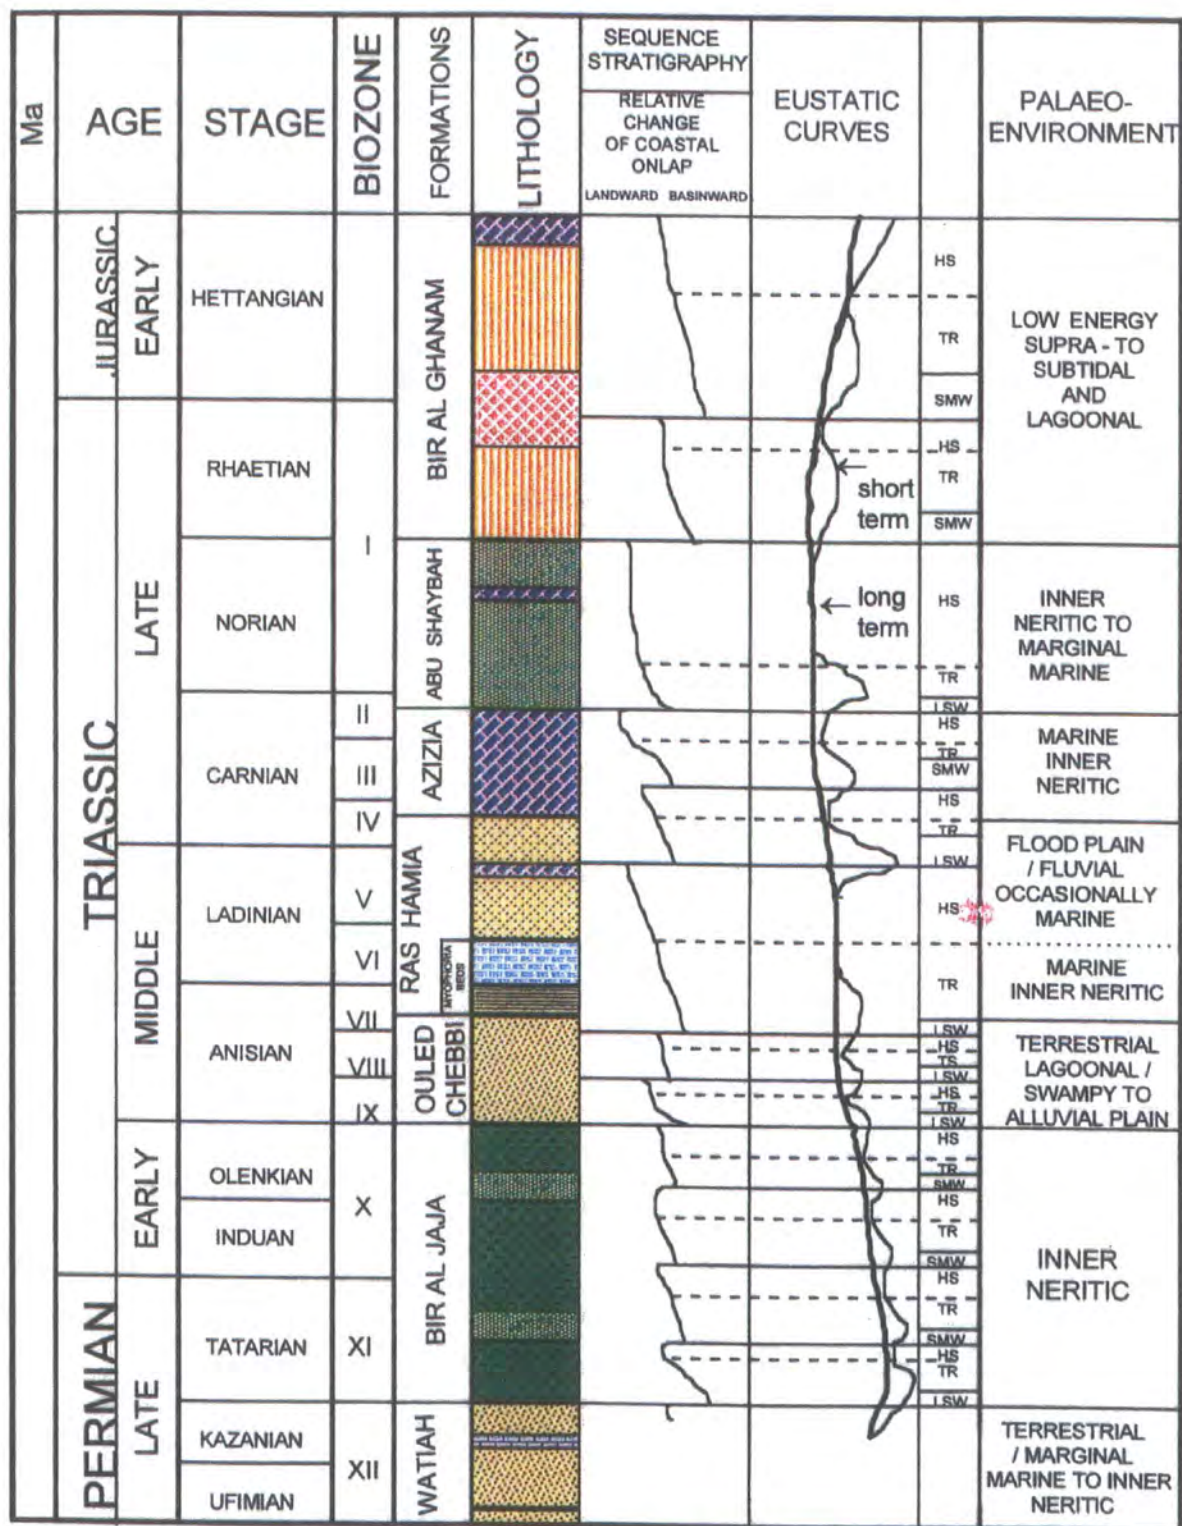 Ma
AGE
STAGE
BIOZONE
FORMATIONS
LITHOLOGY
SEQUENCE
STRATIGRAPHY
RELATIVE
CHANGE
OF COASTAL
ONLAP
LANDWARD BASINWARD
EUSTATIC
CURVES
PALAEO-
ENVIRONMENT
JURASSIC
EARLY
TRIASSIC
LATE
MIDDLE
EARLY
PERMIAN
LATE
HETTANGIAN
RHAETIAN
NORIAN
CARNIAN
LADINIAN
ANISIAN
OLENKIAN
INDUAN
TATARIAN
KAZANIAN
UFIMIAN
I
II
III
IV
V
VI
VII
VIII
IX
X
XI
XII
BIR AL GHANAM
ABU SHAYBAH
AZIZIA
RAS HAMIA
MYOPHORIA
BEDS
OULED
CHEBBI
BIR AL JAJA
WATIAH
short
term
long
term
HS
TR
SMW
HS
TR
SMW
HS
TR
LSW
HS
TR
SMW
HS
TR
LSW
HS
TR
LSW
HS
TS
LSW
HS
TR
LSW
HS
TR
SMW
HS
TR
SMW
HS
TR
SMW
HS
TR
LSW
LOW ENERGY
SUPRA - TO
SUBTIDAL
AND
LAGOONAL
INNER
NERITIC TO
MARGINAL
MARINE
MARINE
INNER
NERITIC
FLOOD PLAIN
/ FLUVIAL
OCCASIONALLY
MARINE
MARINE
INNER NERITIC
TERRESTRIAL
LAGOONAL /
SWAMPY TO
ALLUVIAL PLAIN
INNER
NERITIC
TERRESTRIAL
/ MARGINAL
MARINE TO INNER
NERITIC